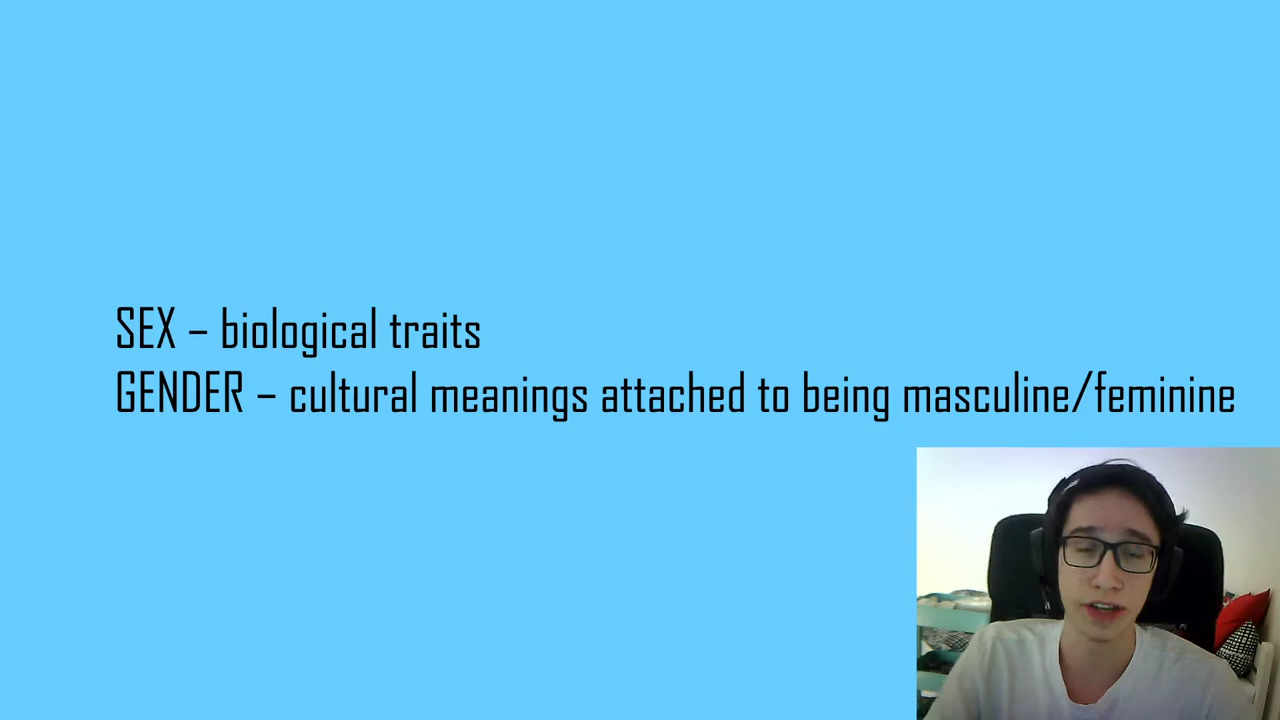 SEX – biological traits
GENDER – cultural meanings attached to being masculine/feminine